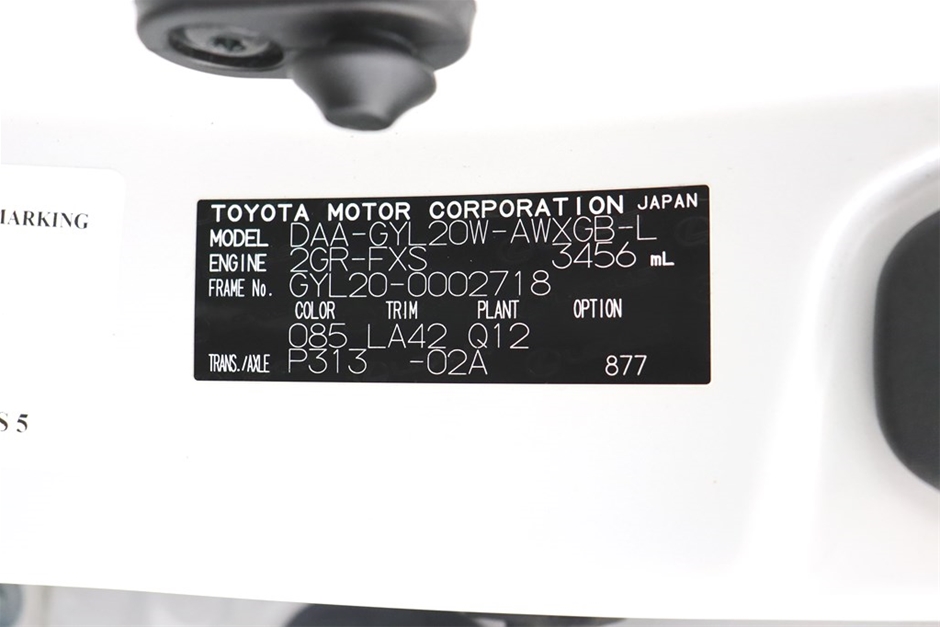 MARKING
TOYOTA MOTOR CORPORATION JAPAN
MODEL DAA-GYL20W-AWXGB-L
ENGINE 2GR-FXS 3456 mL
FRAME No. GYL20-0002718
COLOR TRIM PLANT OPTION
085 LA42 Q12
TRANS./AXLE P313 -02A 877
S 5